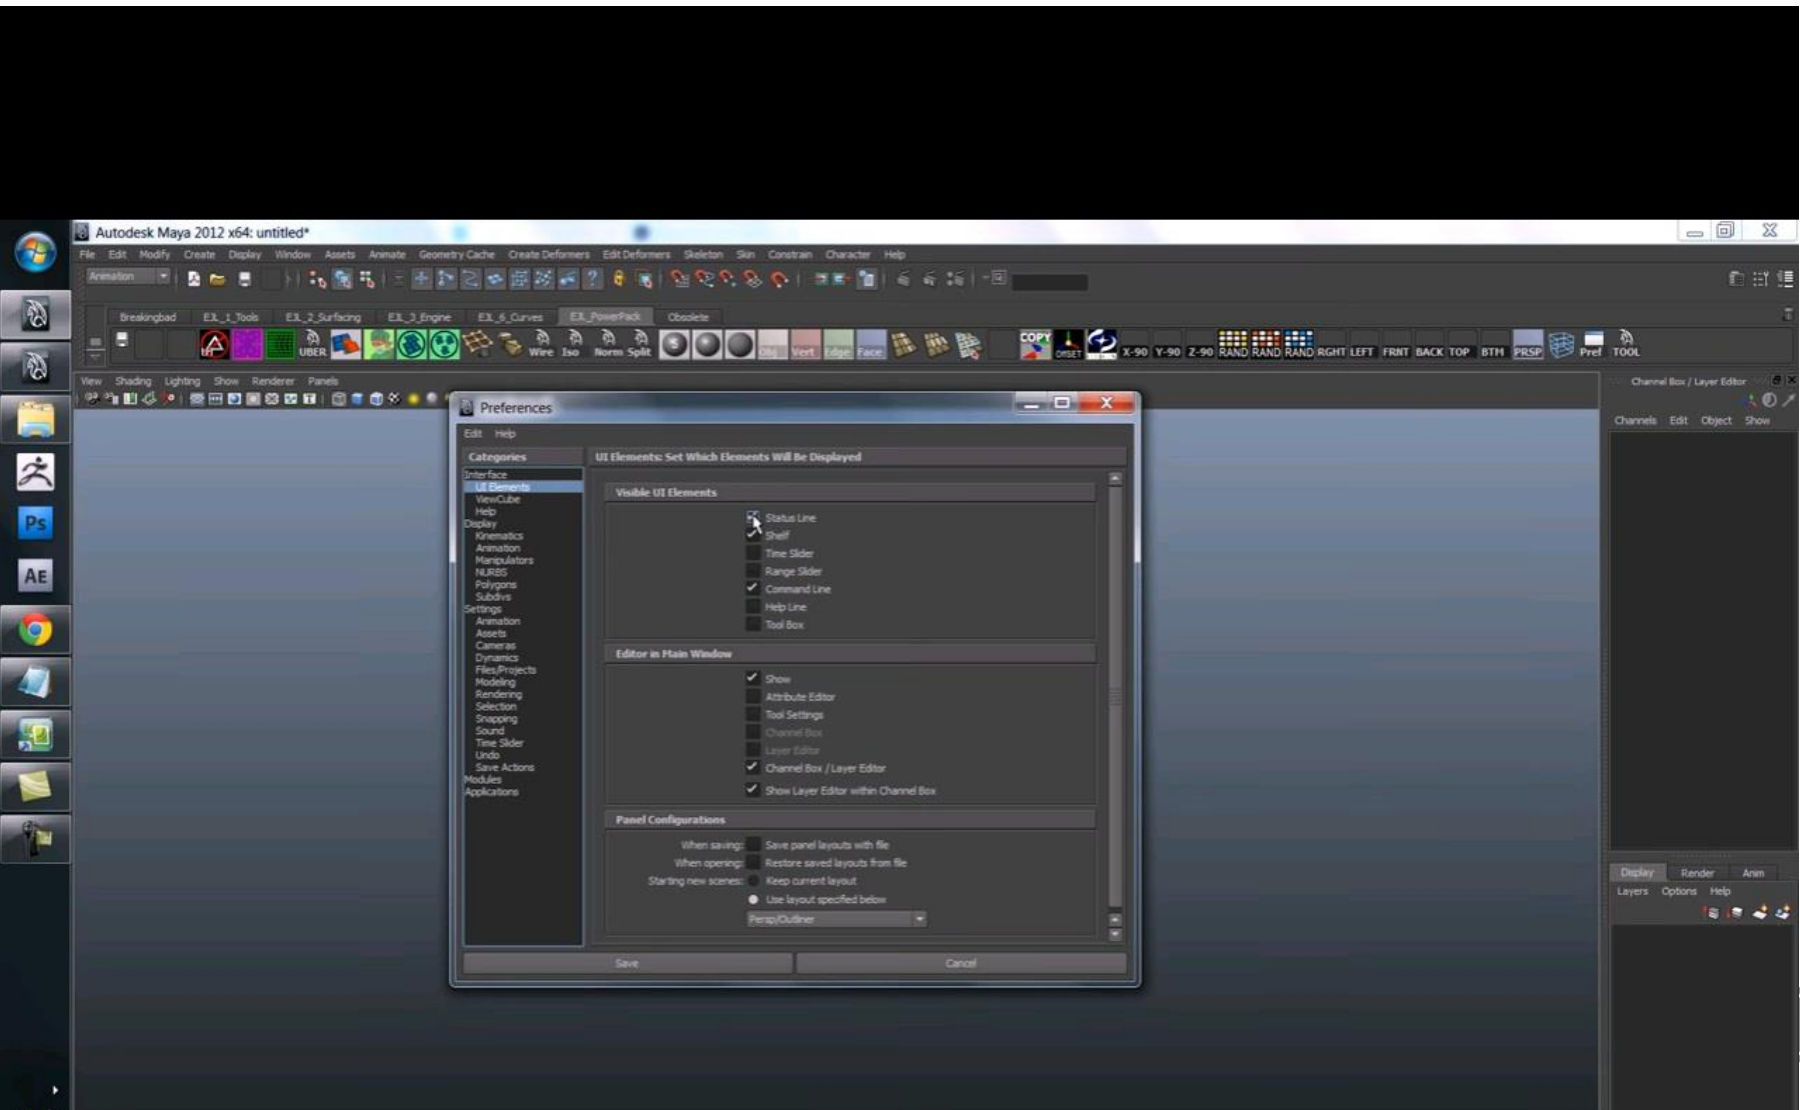 Autodesk Maya 2012 x64: untitled*
File Edit Modify Create Display Window Assets Animate Geometry Cache Create Deformers Edit Deformers Skeleton Skin Constrain Character Help
Animation
Breakingbad EJL_1_Tools EJL_2_Surfacing EJL_3_Engine EJL_6_Curves EJL_PowerPack Obsolete
UBER Wire Iso Norm Split S Obj Vert Edge Face COPY OFFSET X-90 Y-90 Z-90 RAND RAND RAND RGHT LEFT FRNT BACK TOP BTM PRSP Pref TOOL
View Shading Lighting Show Renderer Panels
Channel Box / Layer Editor
Channels Edit Object Show
Preferences
Edit Help
Categories
Interface
UI Elements
ViewCube
Help
Display
Kinematics
Animation
Manipulators
NURBS
Polygons
Subdivs
Settings
Animation
Assets
Cameras
Dynamics
Files/Projects
Modeling
Rendering
Selection
Snapping
Sound
Time Slider
Undo
Save Actions
Modules
Applications
UI Elements: Set Which Elements Will Be Displayed
Visible UI Elements
Status Line
Shelf
Time Slider
Range Slider
Command Line
Help Line
Tool Box
Editor in Main Window
Show
Attribute Editor
Tool Settings
Channel Box
Layer Editor
Channel Box / Layer Editor
Show Layer Editor within Channel Box
Panel Configurations
When saving: Save panel layouts with file
When opening: Restore saved layouts from file
Starting new scenes: Keep current layout
Use layout specified below
Persp/Outliner
Save Cancel
Display Render Anim
Layers Options Help
Ps
AE